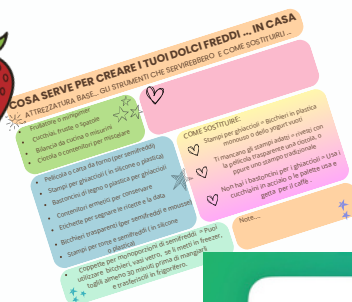 COSA SERVE PER CREARE I TUOI DOLCI FREDDI ... IN CASA
ATTREZZATURA BASE... GLI STRUMENTI CHE SERVIREBBERO E COME SOSTITUIRLI ...
Frullatore o minipimer
Cucchiai, fruste o Spatole
Bilancia da cucina o misurini
Ciotola o contenitori per miscelare
Pellicola o carta da forno (per semifreddi)
Stampi per ghiaccioli ( in silicone o plastica)
Bastoncini di legno o plastica per ghiaccioli
Contenitori ermetici per conservare
Etichette per segnare le ricette e la data
Bicchieri trasparenti (per semifreddi e mousse)
Stampi per torte e semifreddi ( in silicone
o plastica)
Coppette per monoporzioni di semifreddi. = Puoi
utilizzare bicchieri, vasi vetro, se li metti in freezer,
toglili almeno 30 minuti prima di mangiarli
e trasferiscili in frigorifero.
COME SOSTITUIRE:
Stampi per ghiaccioli = Bicchieri in plastica
monouso o dello yogurt vuoti
Ti mancano gli stampi adatti = rivesti con
la pellicola trasparente una ciotola, o
ppure uno stampo tradizionale
Non hai i bastoncini per i ghiaccioli = Usa i
cucchiaini in acciaio o le palette usa e
getta per il caffè .
Note....